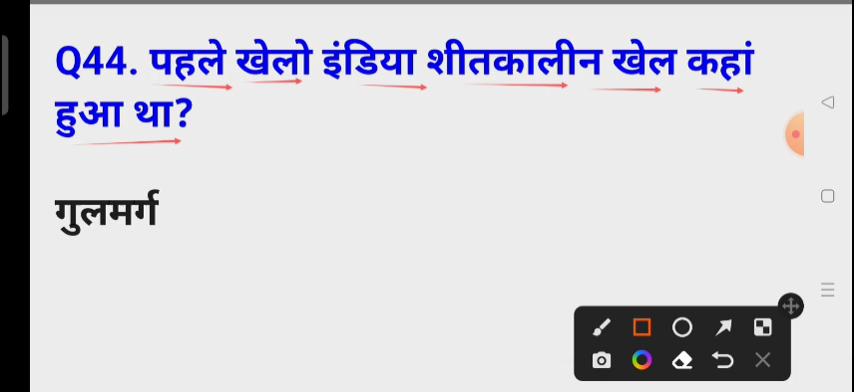 Q44. पहले खेलो इंडिया शीतकालीन खेल कहां
हुआ था?
गुलमर्ग